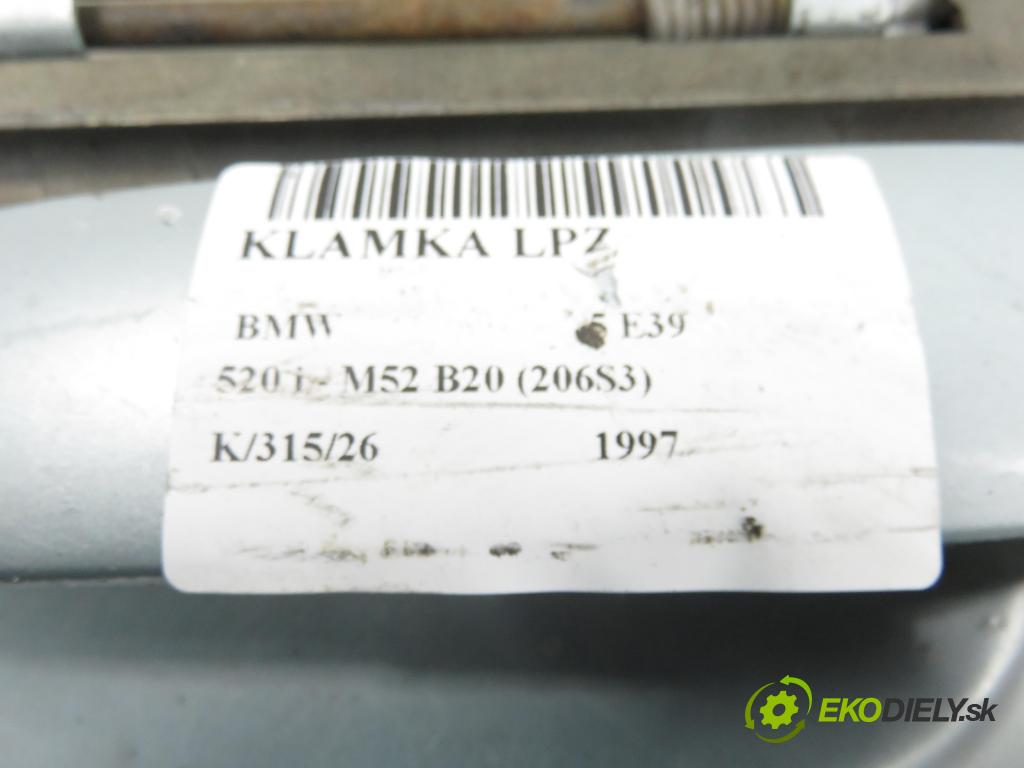 KLAMKA LPZ
BMW 5 E39
520 i - M52 B20 (206S3)
K/315/26 1997
EKODIELY.sk